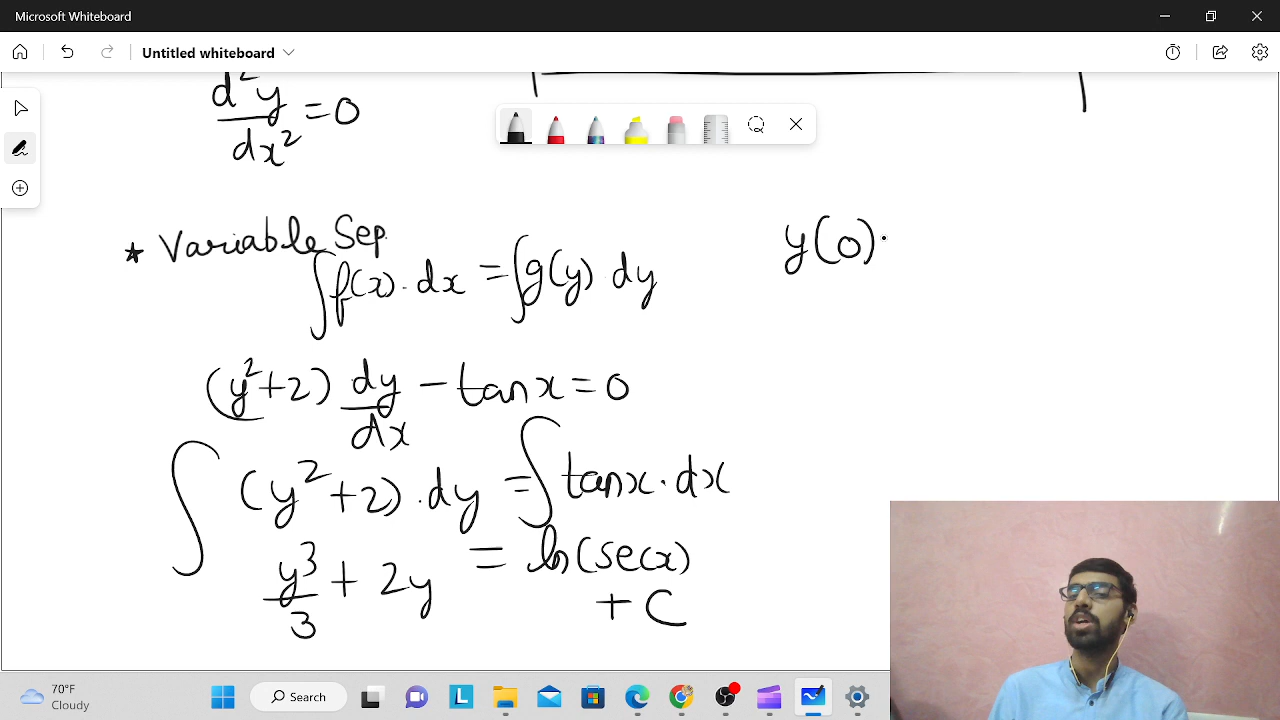 Microsoft Whiteboard
Untitled whiteboard
d²y/dx² = 0
★ Variable Sep.
∫f(x). dx = ∫g(y) dy
y(0)
(y²+2) dy/dx − tanx = 0
∫ (y²+2) . dy = ∫ tanx . dx
y³/3 + 2y = ln(secx)
+ C
70°F
Cloudy
Search